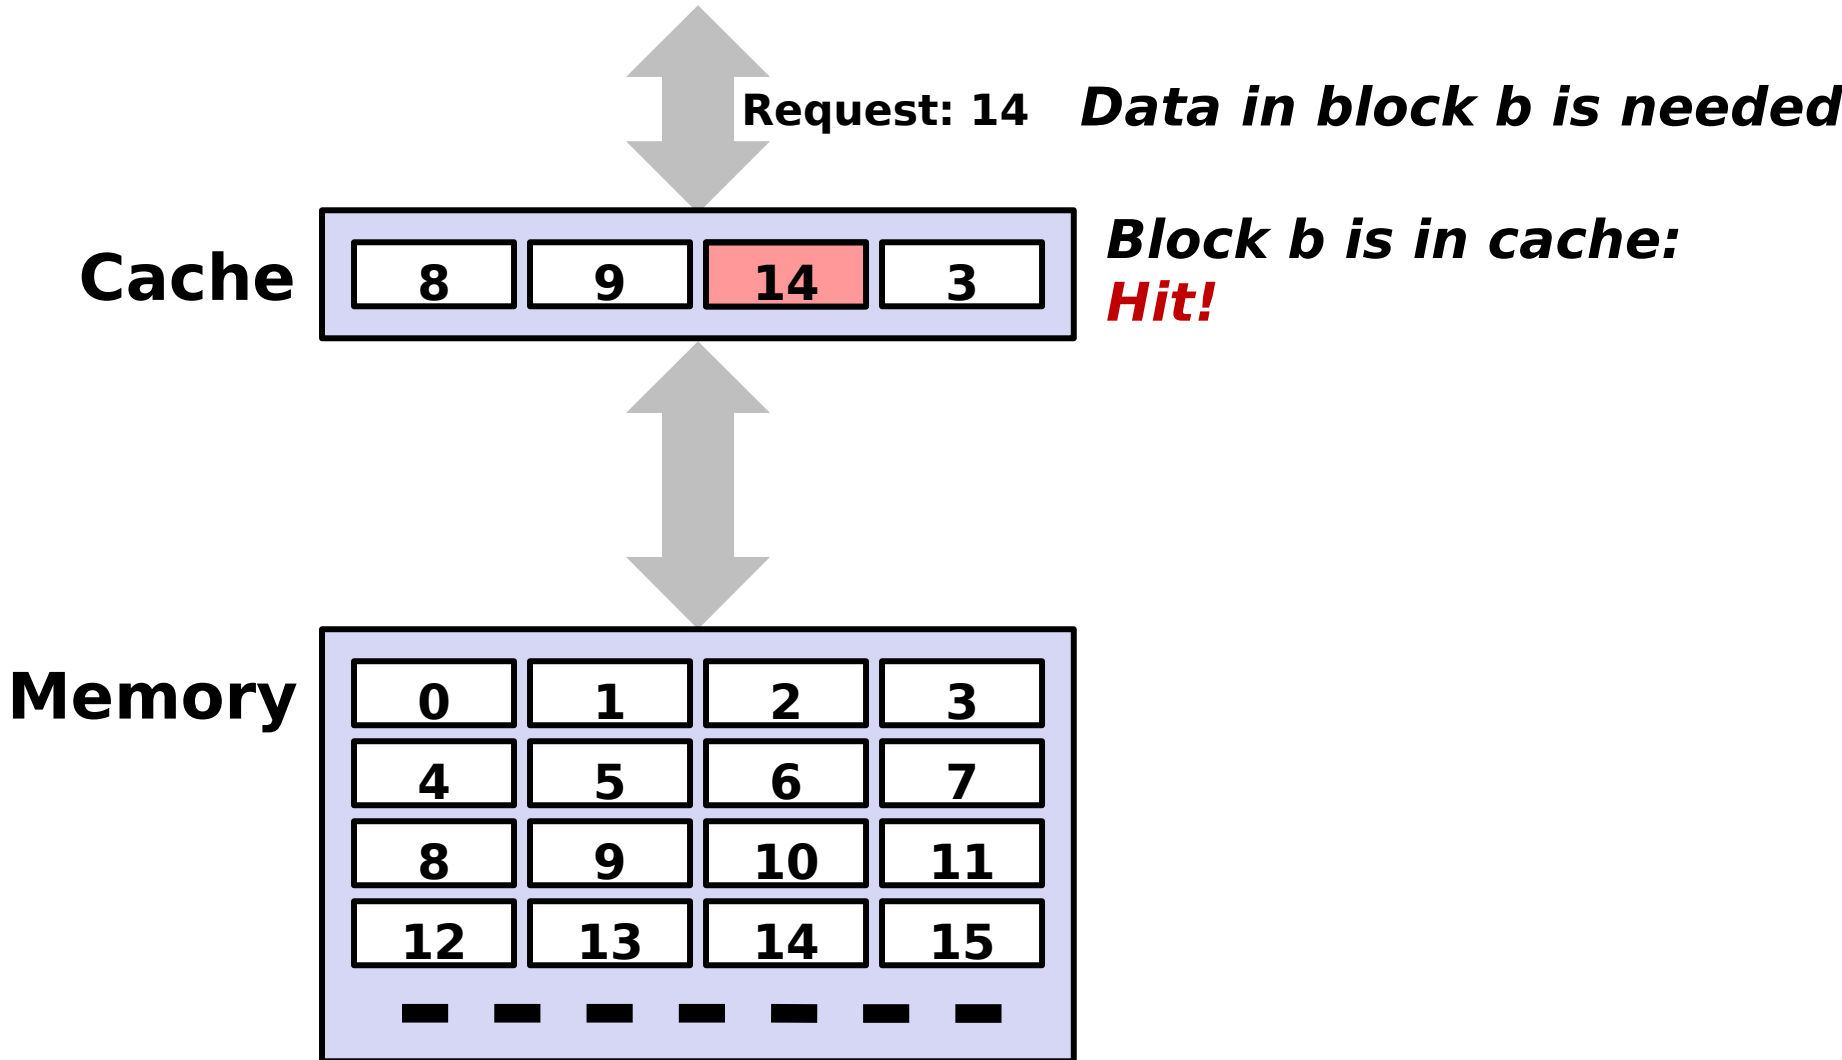 Request: 14 Data in block b is needed
Cache
8 9 14 3
Block b is in cache:
Hit!
Memory
0 1 2 3
4 5 6 7
8 9 10 11
12 13 14 15